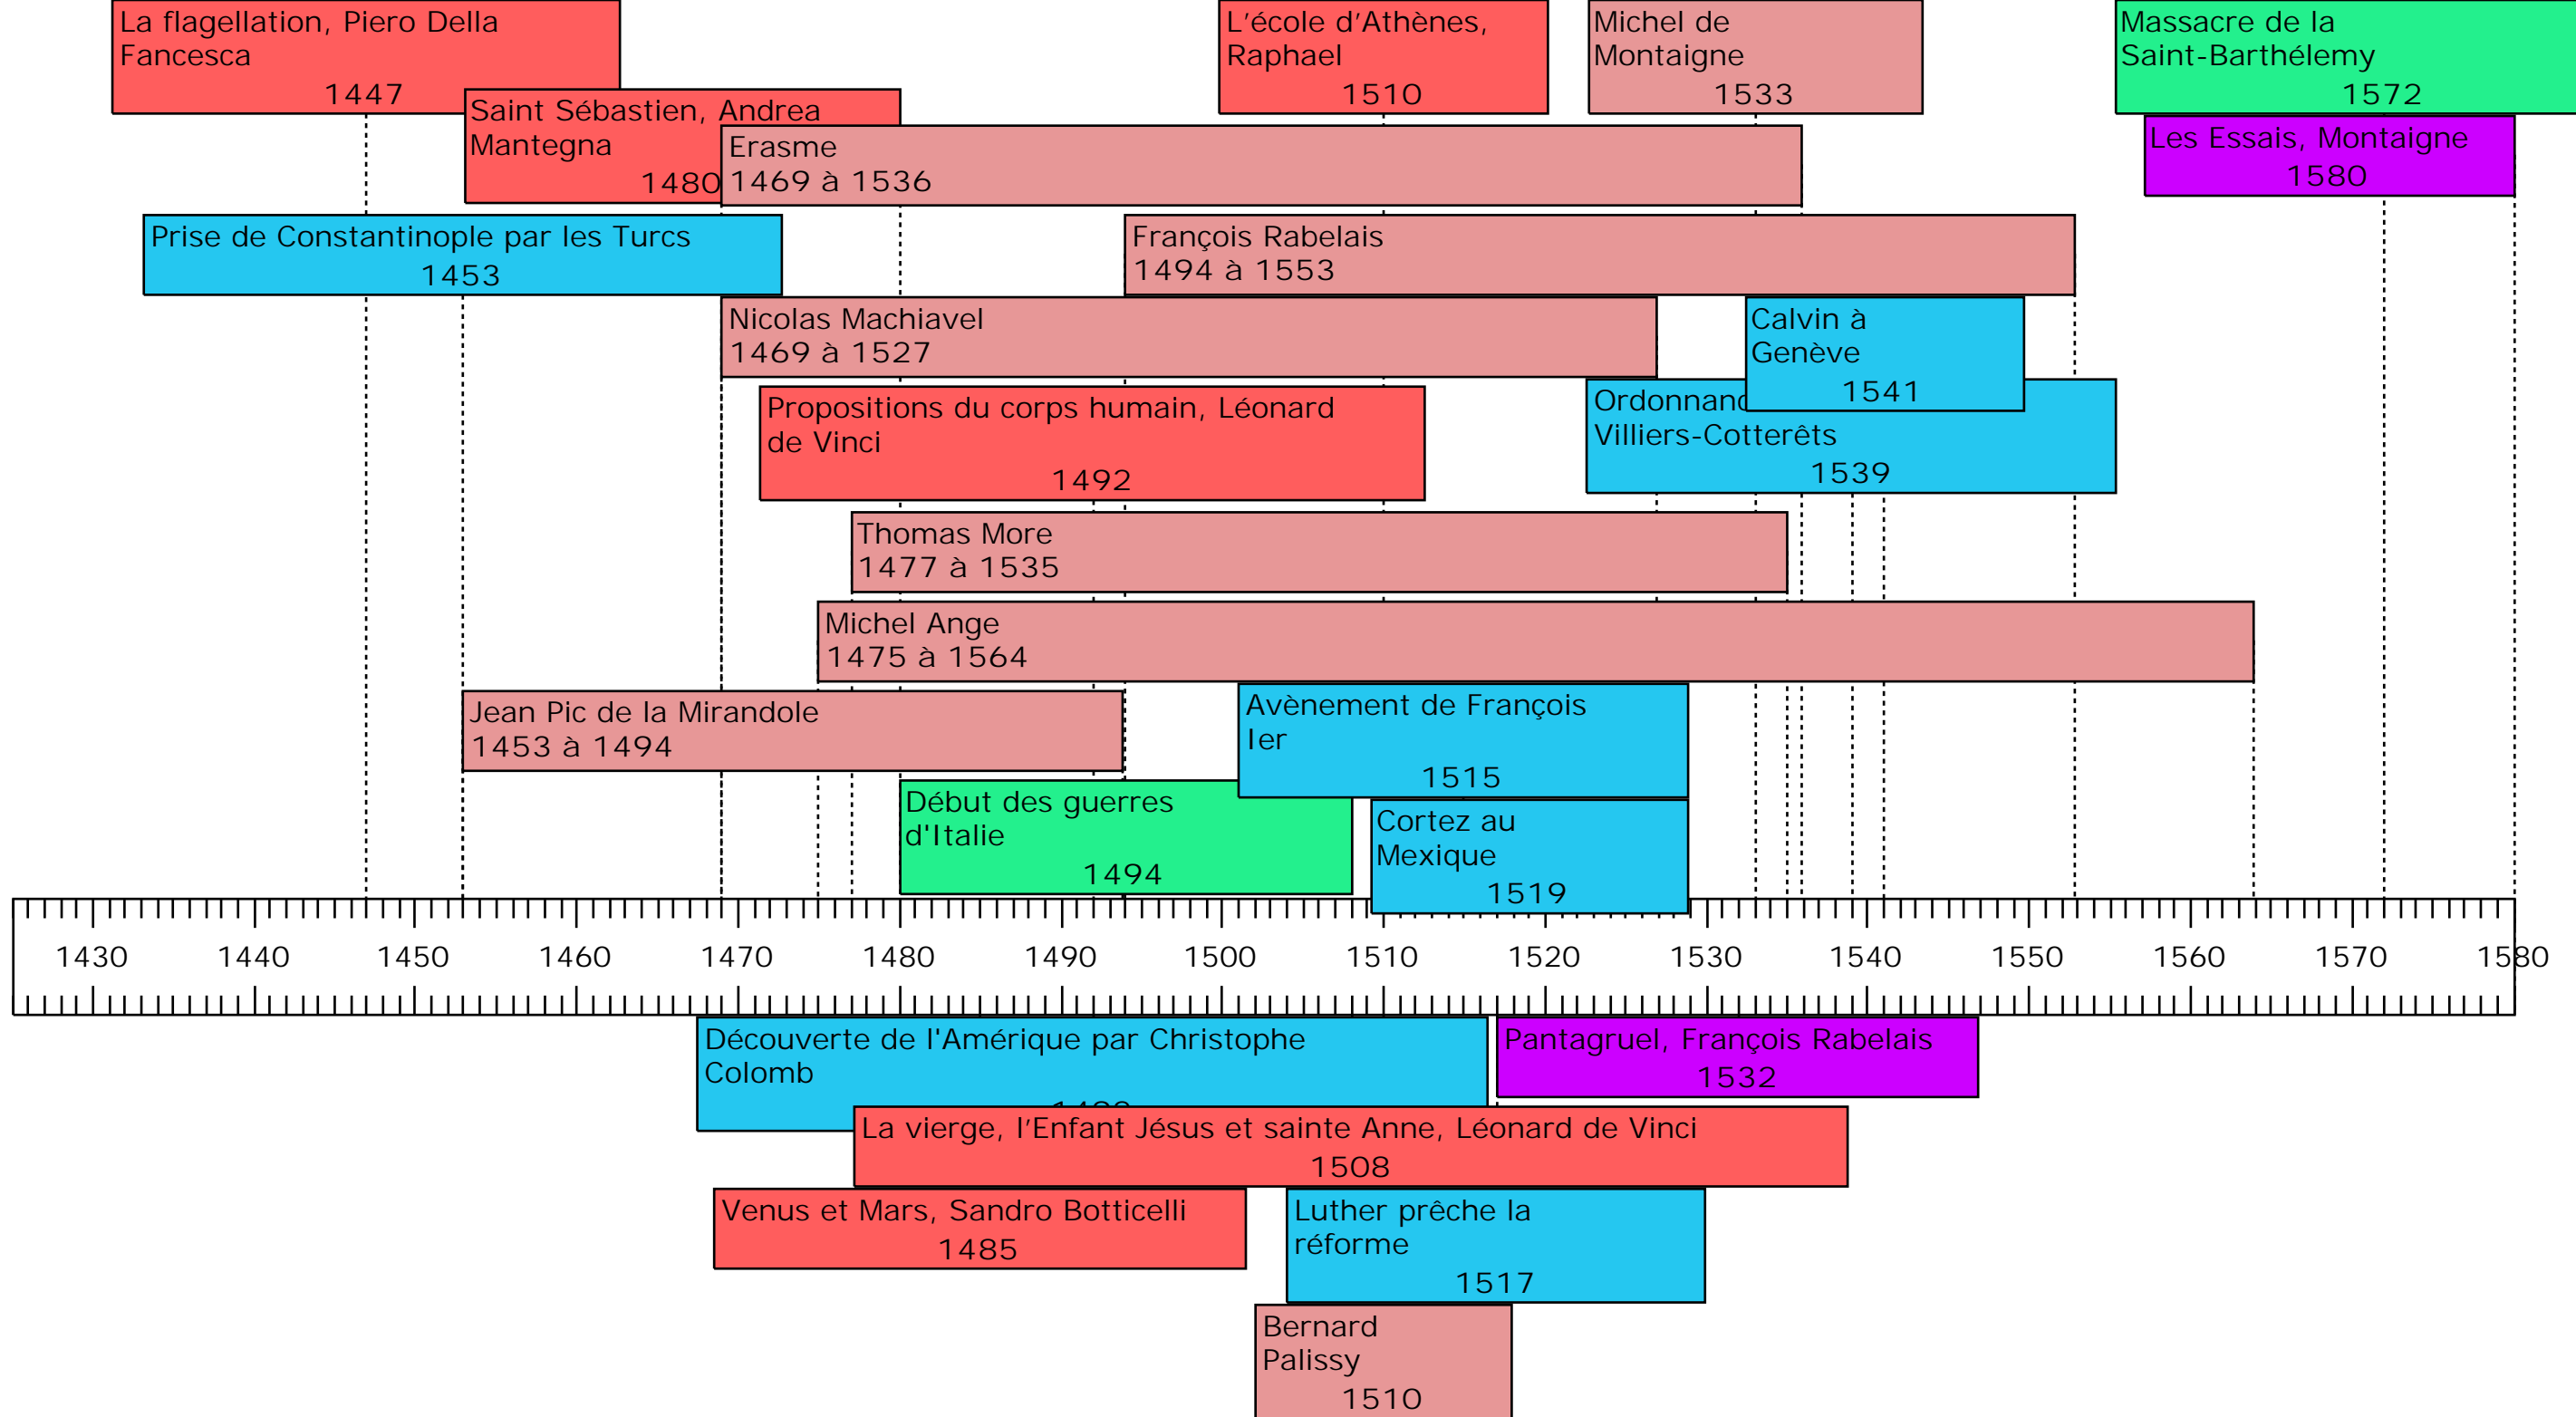 La flagellation, Piero Della
Fancesca
1447
L’école d’Athènes,
Raphael
1510
Michel de
Montaigne
1533
Massacre de la
Saint-Barthélemy
1572
Saint Sébastien, Andrea
Mantegna
1480
Erasme
1469 à 1536
Les Essais, Montaigne
1580
Prise de Constantinople par les Turcs
1453
François Rabelais
1494 à 1553
Nicolas Machiavel
1469 à 1527
Calvin à
Genève
1541
Propositions du corps humain, Léonard
de Vinci
1492
Villiers-Cotterêts
1539
Thomas More
1477 à 1535
Michel Ange
1475 à 1564
Jean Pic de la Mirandole
1453 à 1494
Avènement de François
Ier
1515
Début des guerres
d'Italie
1494
Cortez au
Mexique
1519
1430 1440 1450 1460 1470 1480 1490 1500 1510 1520 1530 1540 1550 1560 1570 1580
Découverte de l'Amérique par Christophe
Colomb
Pantagruel, François Rabelais
1532
La vierge, l’Enfant Jésus et sainte Anne, Léonard de Vinci
1508
Venus et Mars, Sandro Botticelli
1485
Luther prêche la
réforme
1517
Bernard
Palissy
1510